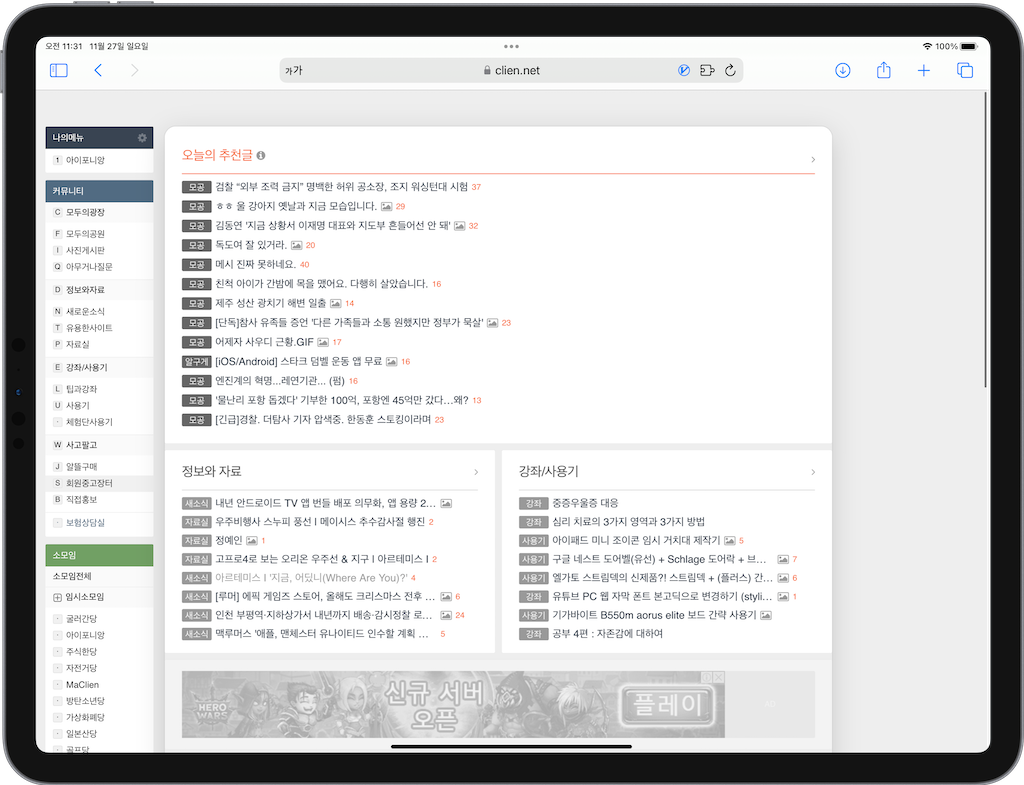 오전 11:31 11월 27일 일요일
100%
가가
clien.net
나의메뉴
1 아이포니앙
커뮤니티
C 모두의광장
F 모두의공원
I 사진게시판
Q 아무거나질문
D 정보와자료
N 새로운소식
T 유용한사이트
P 자료실
E 강좌/사용기
L 팁과강좌
U 사용기
· 체험단사용기
W 사고팔고
J 알뜰구매
S 회원중고장터
B 직접홍보
· 보험상담실
소모임
소모임전체
임시소모임
· 굴러간당
· 아이포니앙
· 주식한당
· 자전거당
· MaClien
· 방탄소년당
· 가상화폐당
· 일본산당
· 골프당
오늘의 추천글
모공 검찰 “외부 조력 금지” 명백한 허위 공소장, 조지 워싱턴대 시험 37
모공 ㅎㅎ 울 강아지 옛날과 지금 모습입니다. 29
모공 김동연 '지금 상황서 이재명 대표와 지도부 흔들어선 안 돼' 32
모공 독도여 잘 있거라. 20
모공 메시 진짜 못하네요. 40
모공 친척 아이가 간밤에 목을 맸어요. 다행히 살았습니다. 16
모공 제주 성산 광치기 해변 일출 14
모공 [단독]참사 유족들 증언 '다른 가족들과 소통 원했지만 정부가 묵살' 23
모공 어제자 사우디 근황.GIF 17
알구게 [iOS/Android] 스타크 덤벨 운동 앱 무료 16
모공 엔진계의 혁명...레연기관... (펌) 16
모공 '물난리 포항 돕겠다' 기부한 100억, 포항엔 45억만 갔다…왜? 13
모공 [긴급]경찰. 더탐사 기자 압색중. 한동훈 스토킹이라며 23
정보와 자료
새소식 내년 안드로이드 TV 앱 번들 배포 의무화, 앱 용량 2...
자료실 우주비행사 스누피 풍선 l 메이시스 추수감사절 행진 2
자료실 정예인 1
자료실 고프로4로 보는 오리온 우주선 & 지구 l 아르테미스 I 2
새소식 아르테미스 I '지금, 어딨니(Where Are You)?' 4
새소식 [루머] 에픽 게임즈 스토어, 올해도 크리스마스 전후 ... 6
새소식 인천 부평역·지하상가서 내년까지 배송·감시정찰 로... 24
새소식 맥루머스 '애플, 맨체스터 유나이티드 인수할 계획 ... 5
강좌/사용기
강좌 중증우울증 대응
강좌 심리 치료의 3가지 영역과 3가지 방법
사용기 아이패드 미니 조이콘 임시 거치대 제작기 5
사용기 구글 네스트 도어벨(유선) + Schlage 도어락 + 브... 7
사용기 엘가토 스트림덱의 신제품?! 스트림덱 + (플러스) 간... 6
강좌 유튜브 PC 웹 자막 폰트 본고딕으로 변경하기 (styli... 1
사용기 기가바이트 B550m aorus elite 보드 간략 사용기
강좌 공부 4편 : 자존감에 대하여
HERO WARS
신규 서버
오픈
플레이